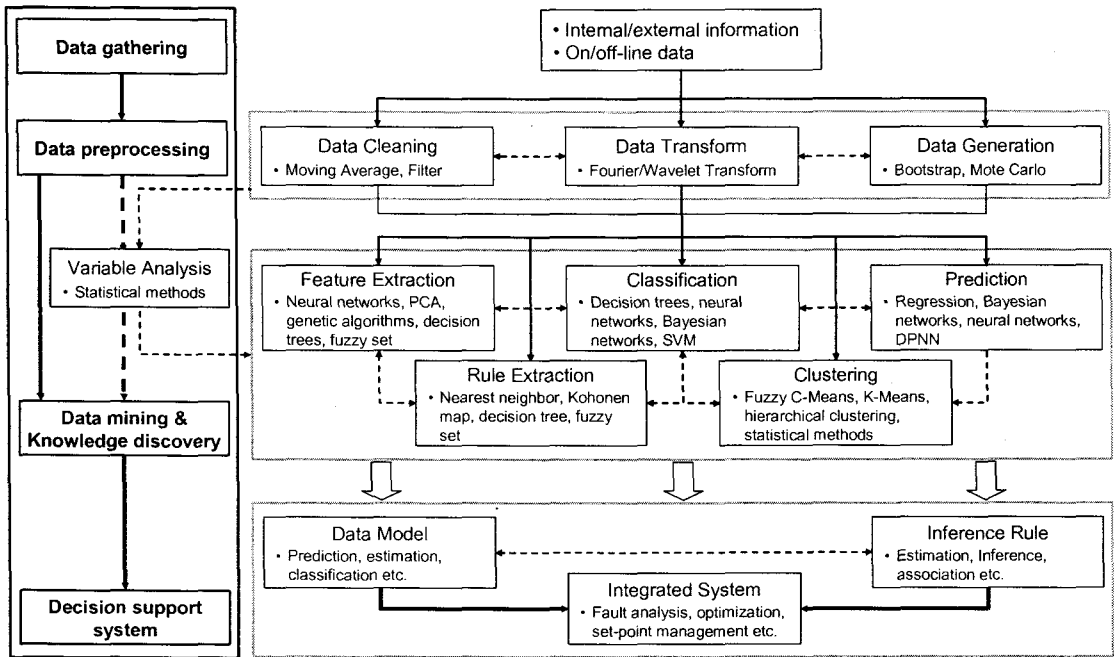 Data gathering
Data preprocessing
Variable Analysis
• Statistical methods
Data mining &
Knowledge discovery
Decision support
system
• Internal/external information
• On/off-line data
Data Cleaning
• Moving Average, Filter
Data Transform
• Fourier/Wavelet Transform
Data Generation
• Bootstrap, Mote Carlo
Feature Extraction
• Neural networks, PCA,
genetic algorithms, decision
trees, fuzzy set
Classification
• Decision trees, neural
networks, Bayesian
networks, SVM
Prediction
• Regression, Bayesian
networks, neural networks,
DPNN
Rule Extraction
• Nearest neighbor, Kohonen
map, decision tree, fuzzy
set
Clustering
• Fuzzy C-Means, K-Means,
hierarchical clustering,
statistical methods
Data Model
• Prediction, estimation,
classification etc.
Inference Rule
• Estimation, Inference,
association etc.
Integrated System
• Fault analysis, optimization,
set-point management etc.